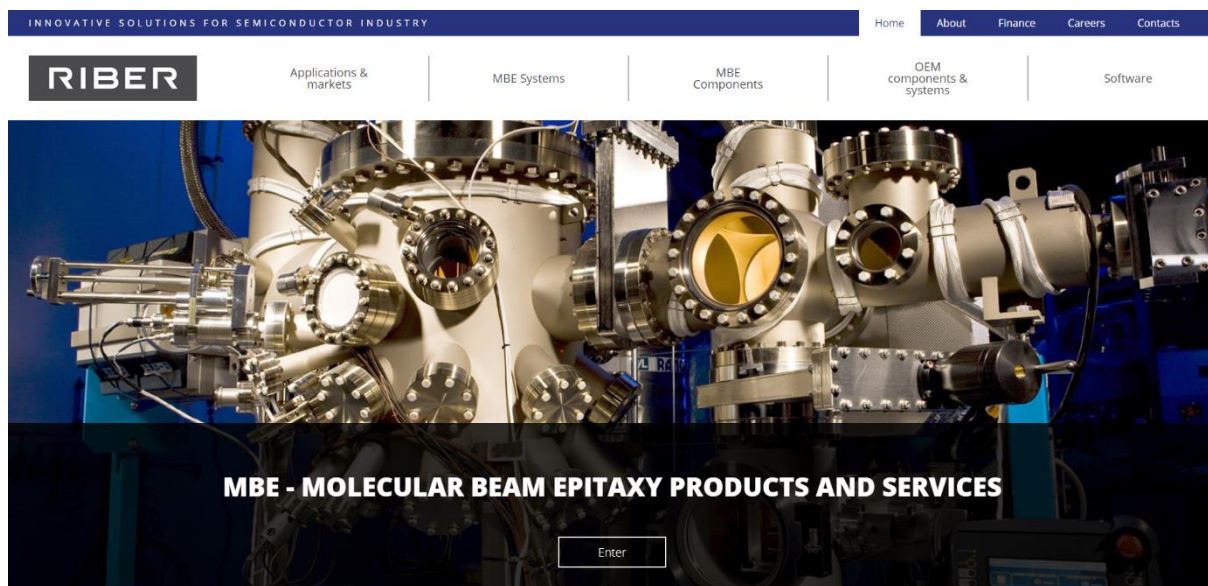 INNOVATIVE SOLUTIONS FOR SEMICONDUCTOR INDUSTRY
Home
About
Finance
Careers
Contacts
RIBER
Applications &
markets
MBE Systems
MBE
Components
OEM
components &
systems
Software
MBE - MOLECULAR BEAM EPITAXY PRODUCTS AND SERVICES
Enter